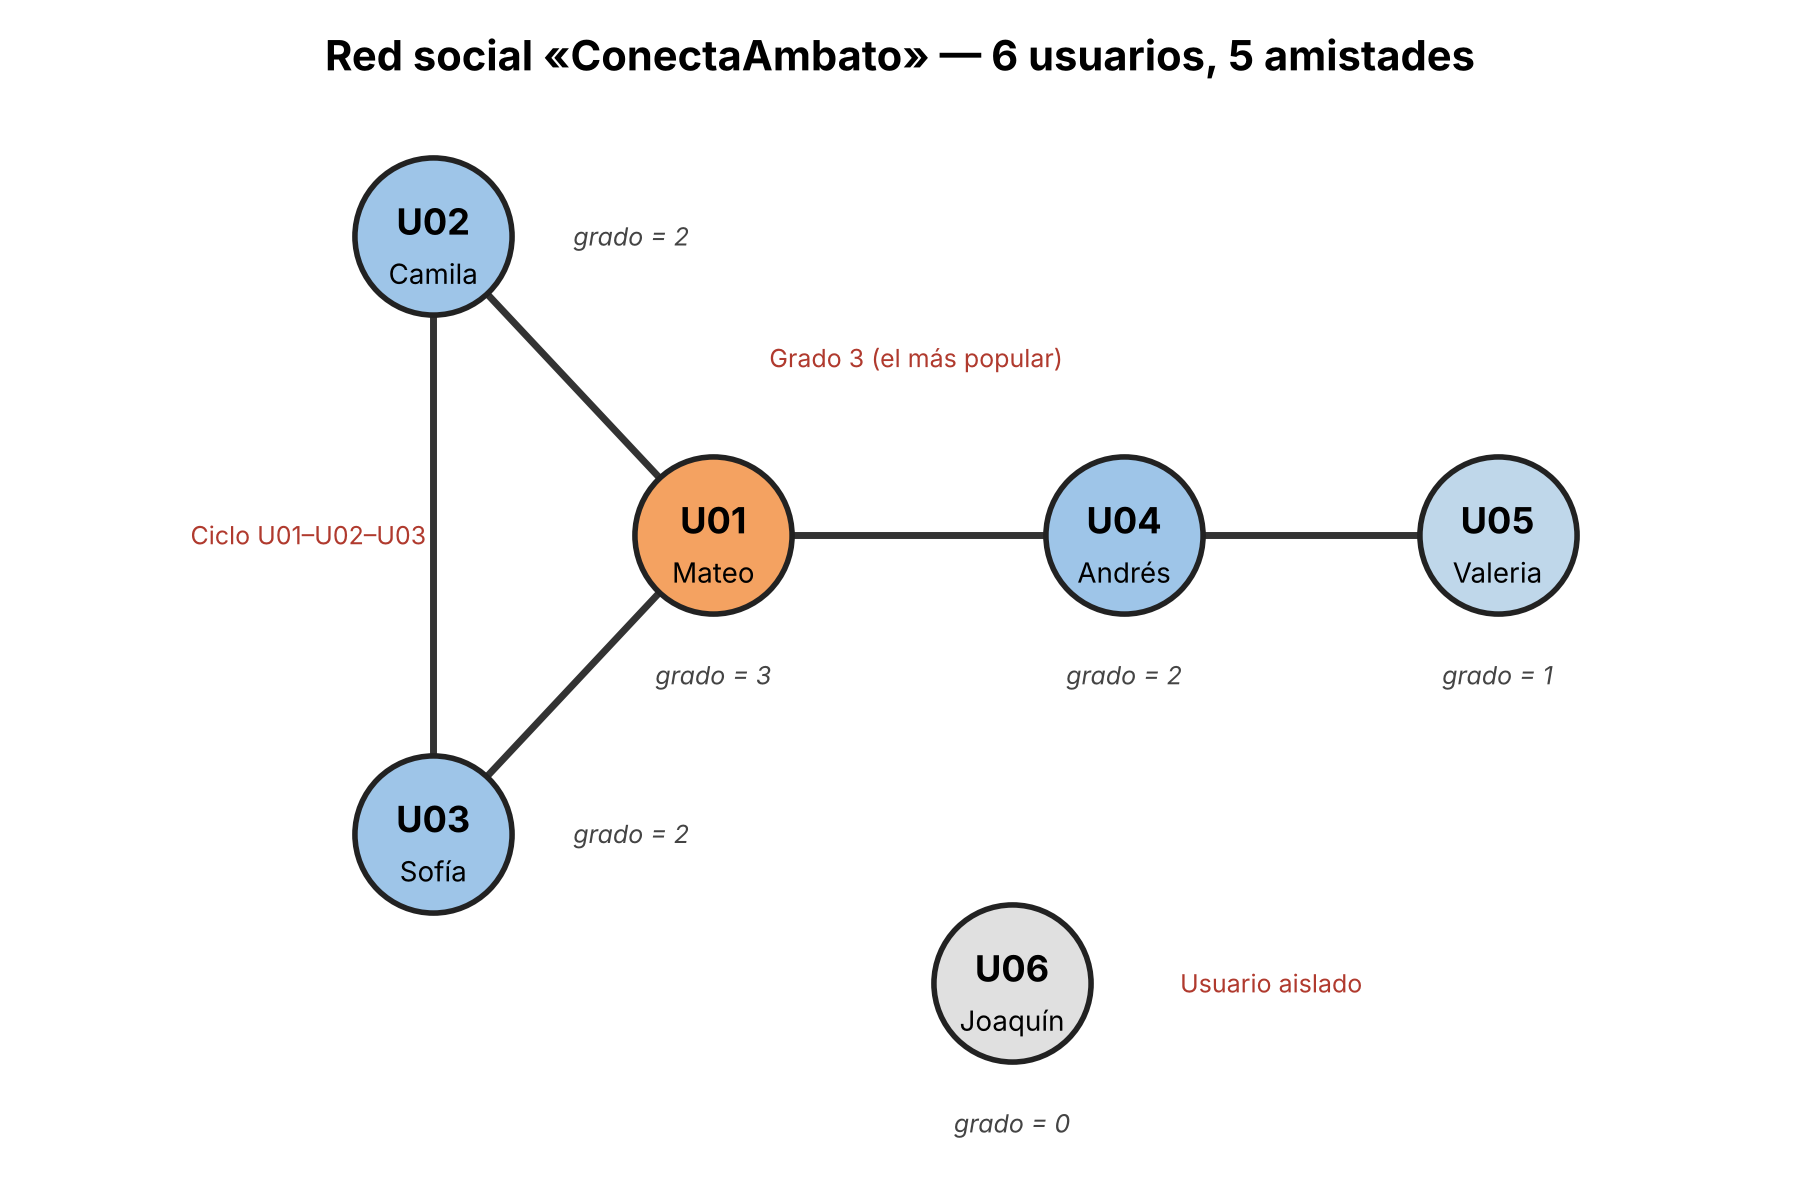 Red social «ConectaAmbato» — 6 usuarios, 5 amistades
U02
Camila
grado = 2
Grado 3 (el más popular)
Ciclo U01–U02–U03
U01
Mateo
grado = 3
U04
Andrés
grado = 2
U05
Valeria
grado = 1
U03
Sofía
grado = 2
U06
Joaquín
Usuario aislado
grado = 0